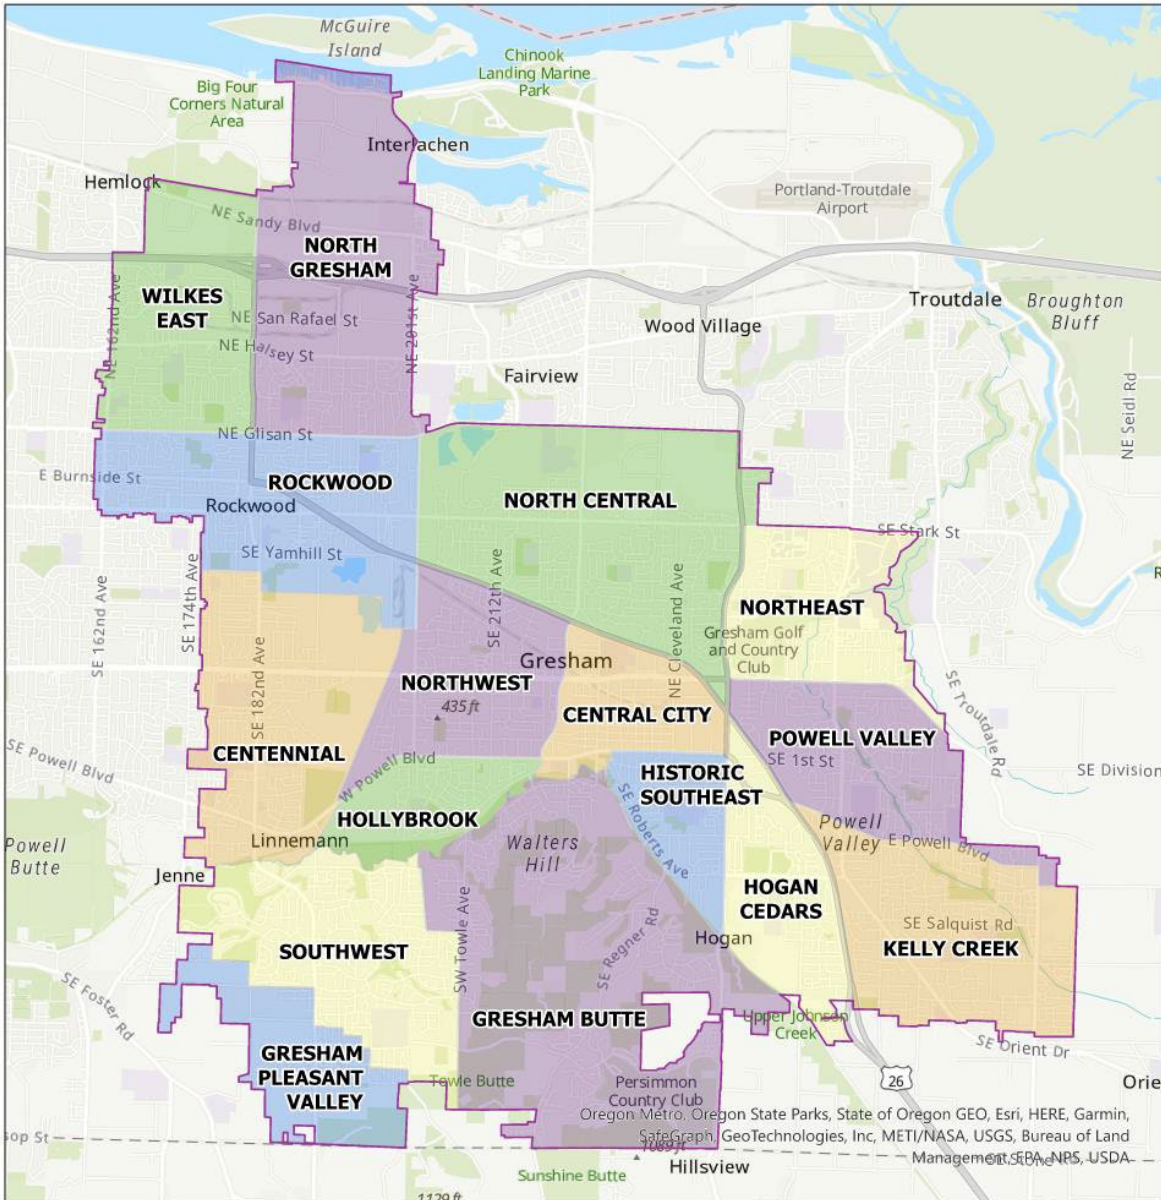 McGuire
Island
Chinook
Landing Marine
Park
Big Four
Corners Natural
Area
Interlachen
Hemlock
Portland-Troutdale
Airport
NE Sandy Blvd
NORTH
GRESHAM
WILKES
EAST
NE 162nd Ave
NE San Rafael St
NE Halsey St
NE 201st Ave
Wood Village
Troutdale
Broughton
Bluff
Fairview
NE Seidl Rd
NE Glisan St
E Burnside St
ROCKWOOD
Rockwood
NORTH CENTRAL
SE Stark St
SE Yamhill St
SE 162nd Ave
SE 174th Ave
SE 182nd Ave
SE 212th Ave
NE Cleveland Ave
NORTHEAST
Gresham Golf
and Country
Club
Gresham
NORTHWEST
435 ft
CENTRAL CITY
SE Troutdale Rd
POWELL VALLEY
SE 1st St
SE Division
SE Powell Blvd
CENTENNIAL
W Powell Blvd
HISTORIC
SOUTHEAST
SE Roberts Ave
HOLLYBROOK
Linnemann
Walters
Hill
Powell
Valley
E Powell Blvd
Powell
Butte
Jenne
HOGAN
CEDARS
SE Salquist Rd
KELLY CREEK
SOUTHWEST
SW Towle Ave
SE Regner Rd
Hogan
SE Foster Rd
GRESHAM BUTTE
Upper Johnson
Creek
SE Orient Dr
GRESHAM
PLEASANT
VALLEY
Towle Butte
Persimmon
Country Club
26
Orie
Oregon Metro, Oregon State Parks, State of Oregon GEO, Esri, HERE, Garmin,
SafeGraph, GeoTechnologies, Inc, METI/NASA, USGS, Bureau of Land
Management, EPA, NPS, USDA
sop St
1089 ft
Hillsview
Sunshine Butte
1129 ft
R